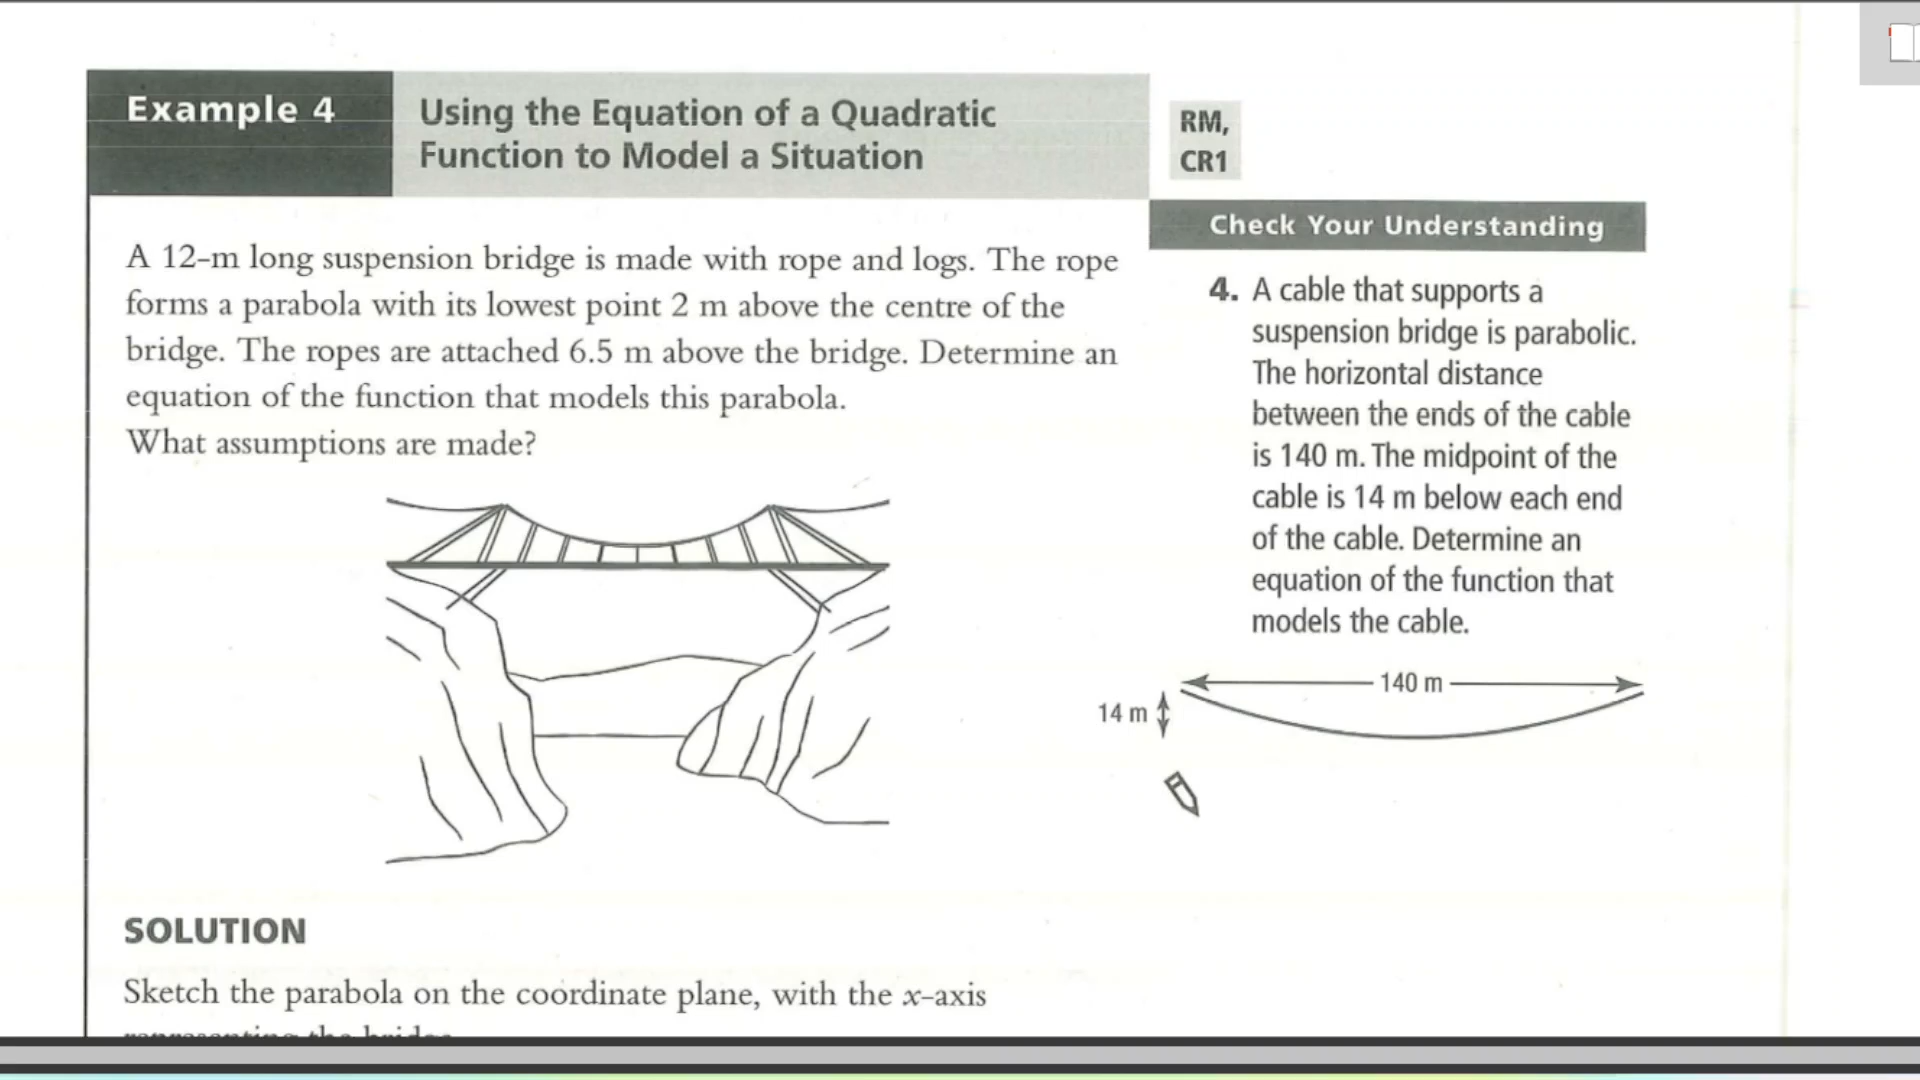 Example 4
Using the Equation of a Quadratic
Function to Model a Situation
RM,
CR1
A 12-m long suspension bridge is made with rope and logs. The rope
forms a parabola with its lowest point 2 m above the centre of the
bridge. The ropes are attached 6.5 m above the bridge. Determine an
equation of the function that models this parabola.
What assumptions are made?
Check Your Understanding
4. A cable that supports a
suspension bridge is parabolic.
The horizontal distance
between the ends of the cable
is 140 m. The midpoint of the
cable is 14 m below each end
of the cable. Determine an
equation of the function that
models the cable.
140 m
14 m
SOLUTION
Sketch the parabola on the coordinate plane, with the x-axis
representing the bridge.